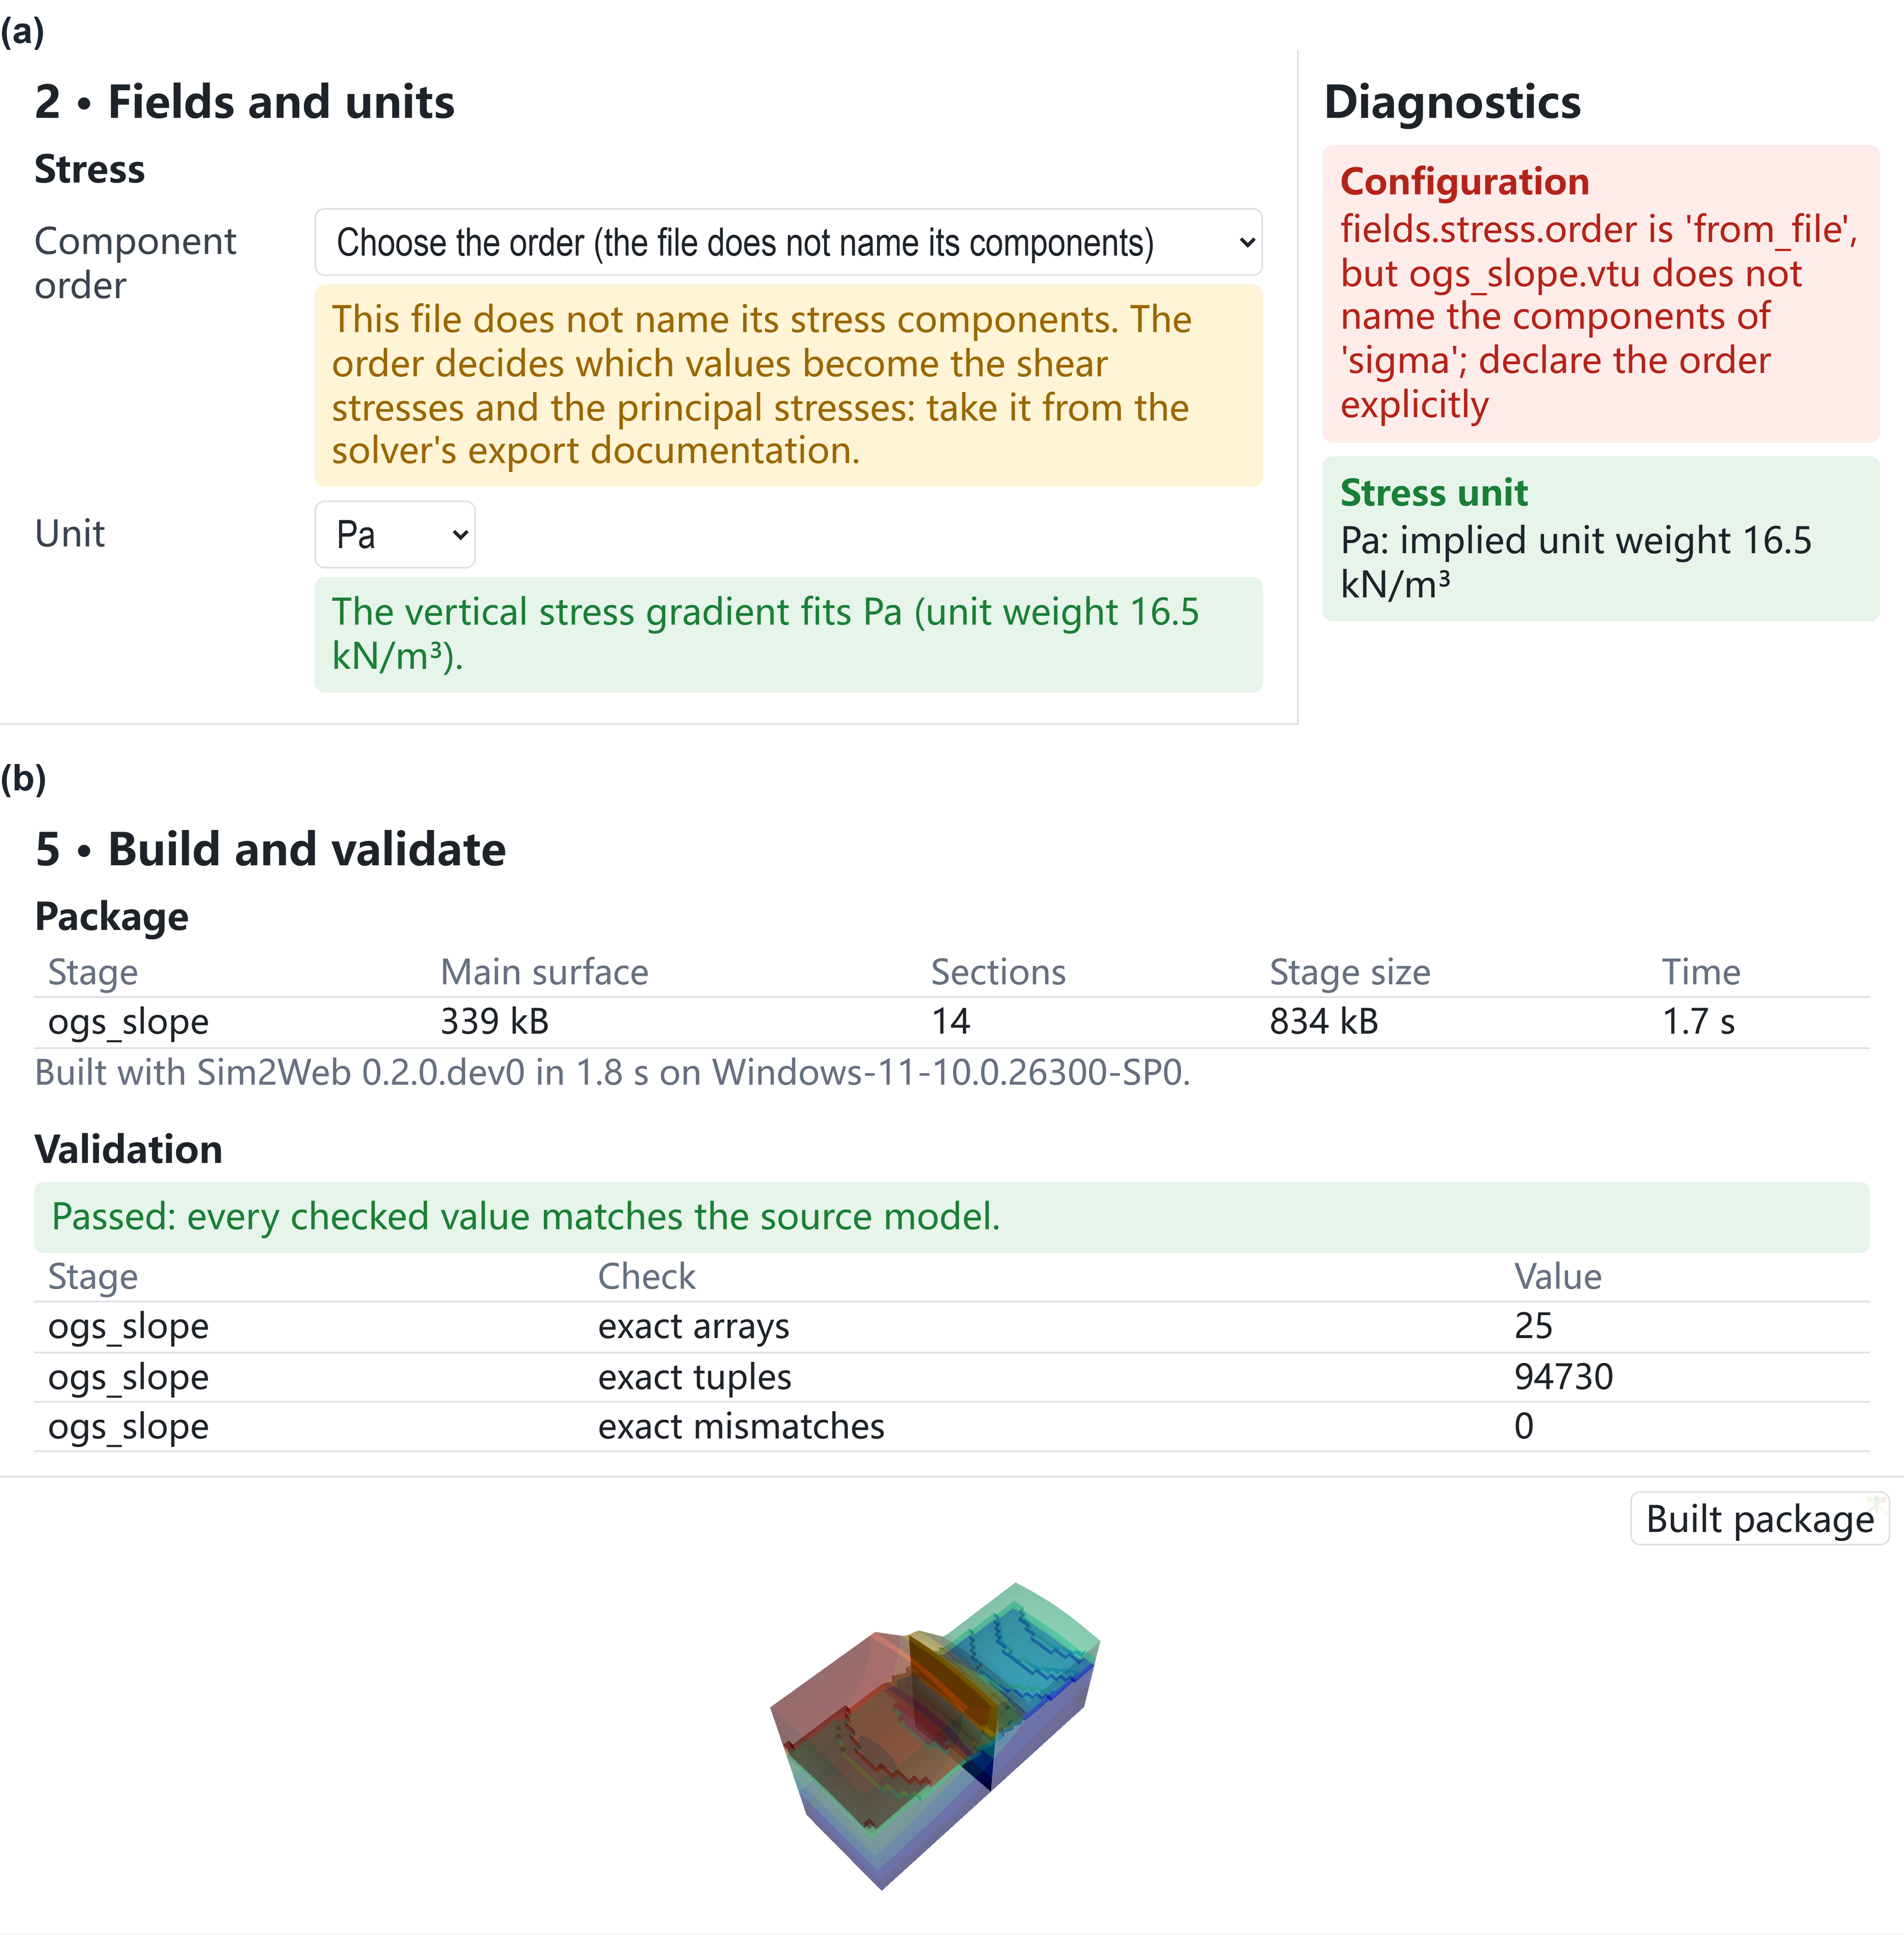 (a)
2 • Fields and units
Stress
Component
order
Choose the order (the file does not name its components)
This file does not name its stress components. The
order decides which values become the shear
stresses and the principal stresses: take it from the
solver's export documentation.
Unit
Pa
The vertical stress gradient fits Pa (unit weight 16.5
kN/m³).
Diagnostics
Configuration
fields.stress.order is 'from_file',
but ogs_slope.vtu does not
name the components of
'sigma'; declare the order
explicitly
Stress unit
Pa: implied unit weight 16.5
kN/m³
(b)
5 • Build and validate
Package
Stage Main surface Sections Stage size Time
ogs_slope 339 kB 14 834 kB 1.7 s
Built with Sim2Web 0.2.0.dev0 in 1.8 s on Windows-11-10.0.26300-SP0.
Validation
Passed: every checked value matches the source model.
Stage Check Value
ogs_slope exact arrays 25
ogs_slope exact tuples 94730
ogs_slope exact mismatches 0
Built package